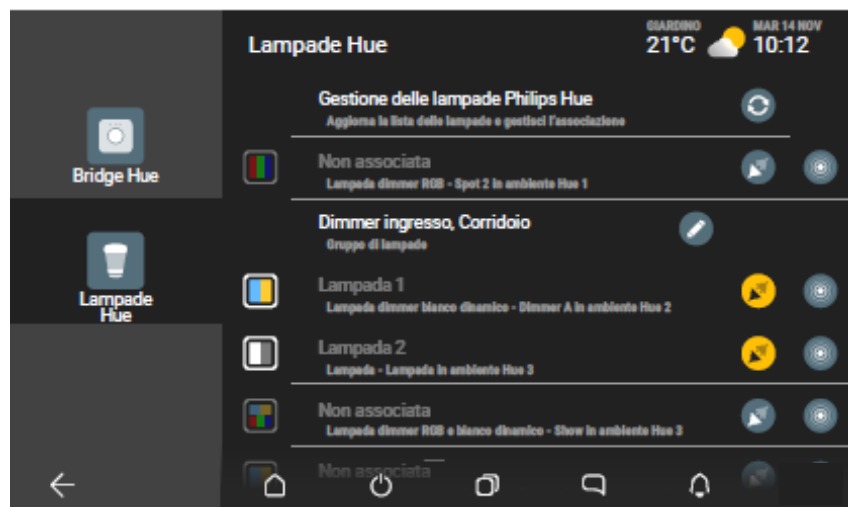 Lampade Hue
GIARDINO
21°C
MAR 14 NOV
10:12
Bridge Hue
Lampade
Hue
Gestione delle lampade Philips Hue
Aggiorna la lista delle lampade e gestisci l'associazione
Non associata
Lampada dimmer RGB - Spot 2 in ambiente Hue 1
Dimmer ingresso, Corridoio
Gruppo di lampade
Lampada 1
Lampada dimmer bianco dinamico - Dimmer A in ambiente Hue 2
Lampada 2
Lampada - Lampada in ambiente Hue 3
Non associata
Lampada dimmer RGB e bianco dinamico - Show in ambiente Hue 3
Non associata